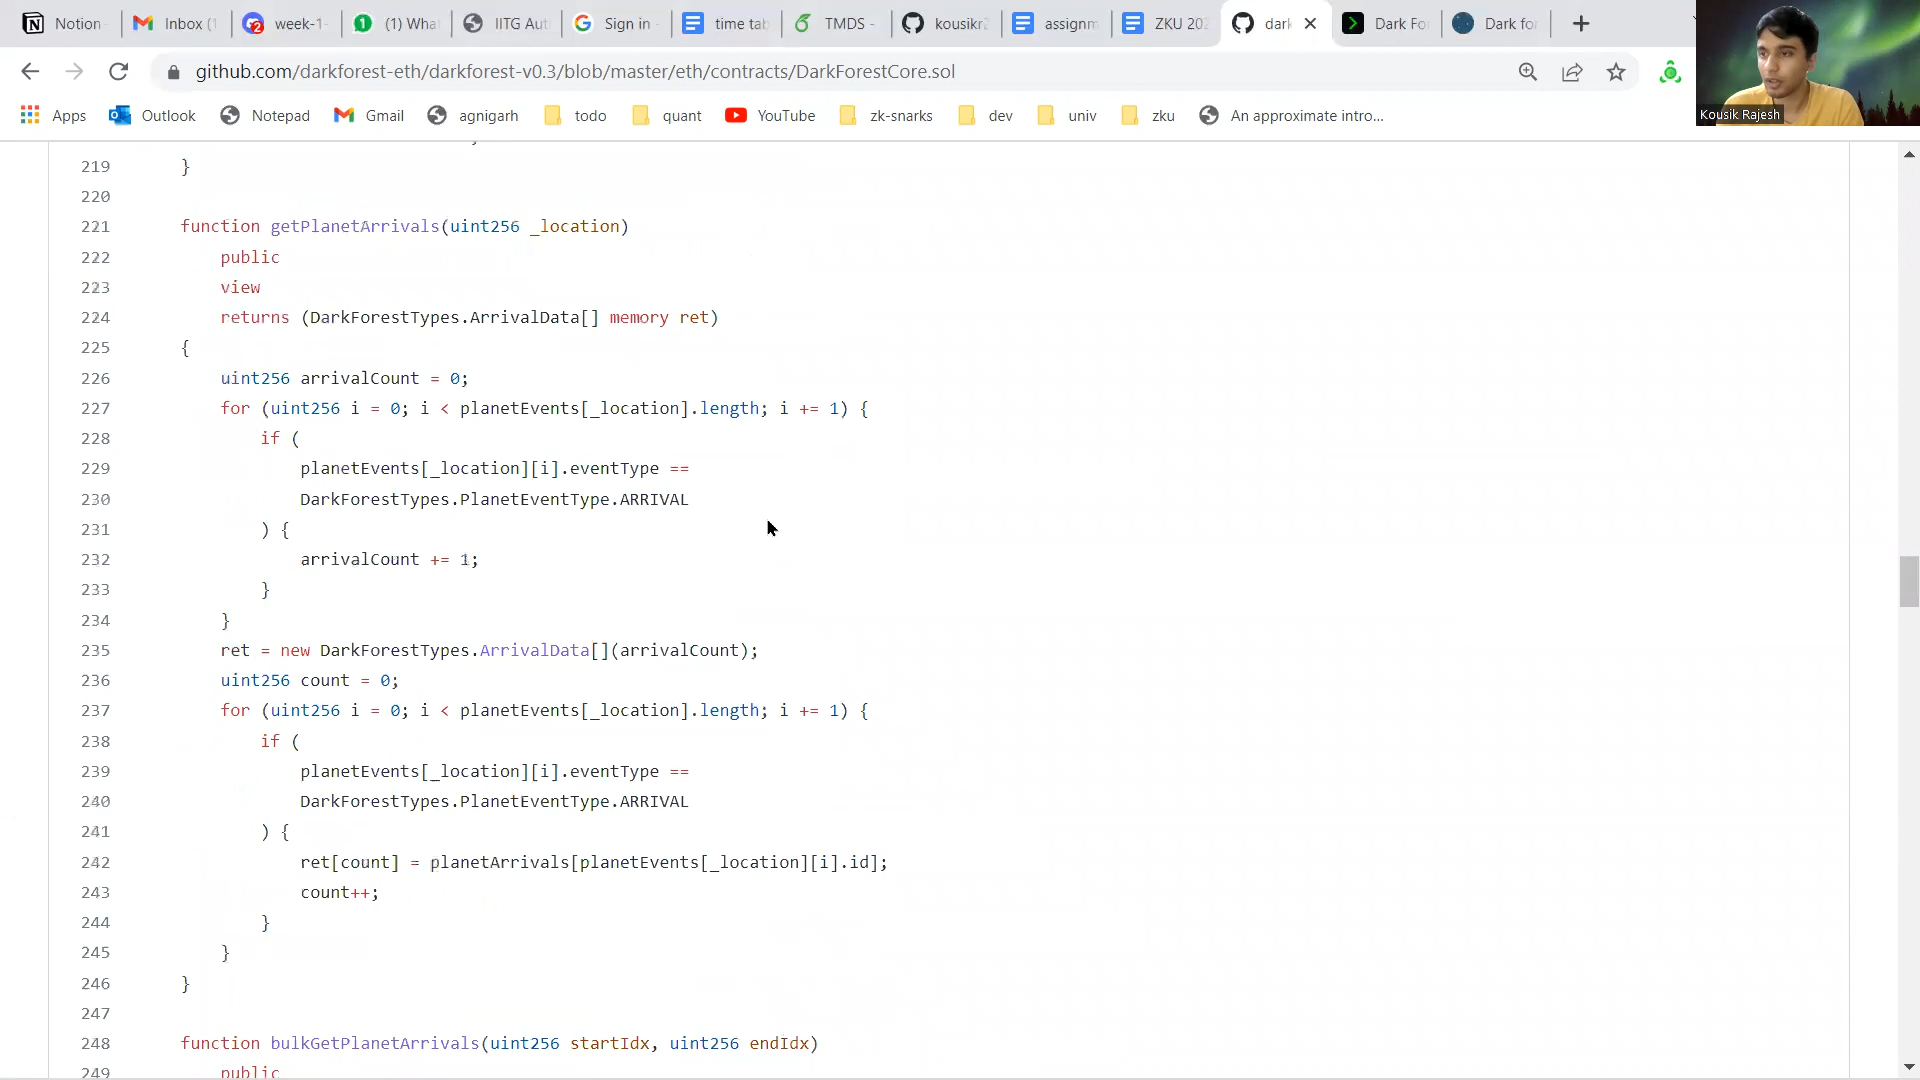 Notion
Inbox (1
week-1-
(1) Wha
IIITG Aut
Sign in
time tab
TMDS -
kousikr
assignm
ZKU 202
dark
Dark Fo
Dark for
github.com/darkforest-eth/darkforest-v0.3/blob/master/eth/contracts/DarkForestCore.sol
Apps
Outlook
Notepad
Gmail
agnigarh
todo
quant
YouTube
zk-snarks
dev
univ
zku
An approximate intro...
Kousik Rajesh
219 }
220
221 function getPlanetArrivals(uint256 _location)
222 public
223 view
224 returns (DarkForestTypes.ArrivalData[] memory ret)
225 {
226 uint256 arrivalCount = 0;
227 for (uint256 i = 0; i < planetEvents[_location].length; i += 1) {
228 if (
229 planetEvents[_location][i].eventType ==
230 DarkForestTypes.PlanetEventType.ARRIVAL
231 ) {
232 arrivalCount += 1;
233 }
234 }
235 ret = new DarkForestTypes.ArrivalData[](arrivalCount);
236 uint256 count = 0;
237 for (uint256 i = 0; i < planetEvents[_location].length; i += 1) {
238 if (
239 planetEvents[_location][i].eventType ==
240 DarkForestTypes.PlanetEventType.ARRIVAL
241 ) {
242 ret[count] = planetArrivals[planetEvents[_location][i].id];
243 count++;
244 }
245 }
246 }
247
248 function bulkGetPlanetArrivals(uint256 startIdx, uint256 endIdx)
249 public